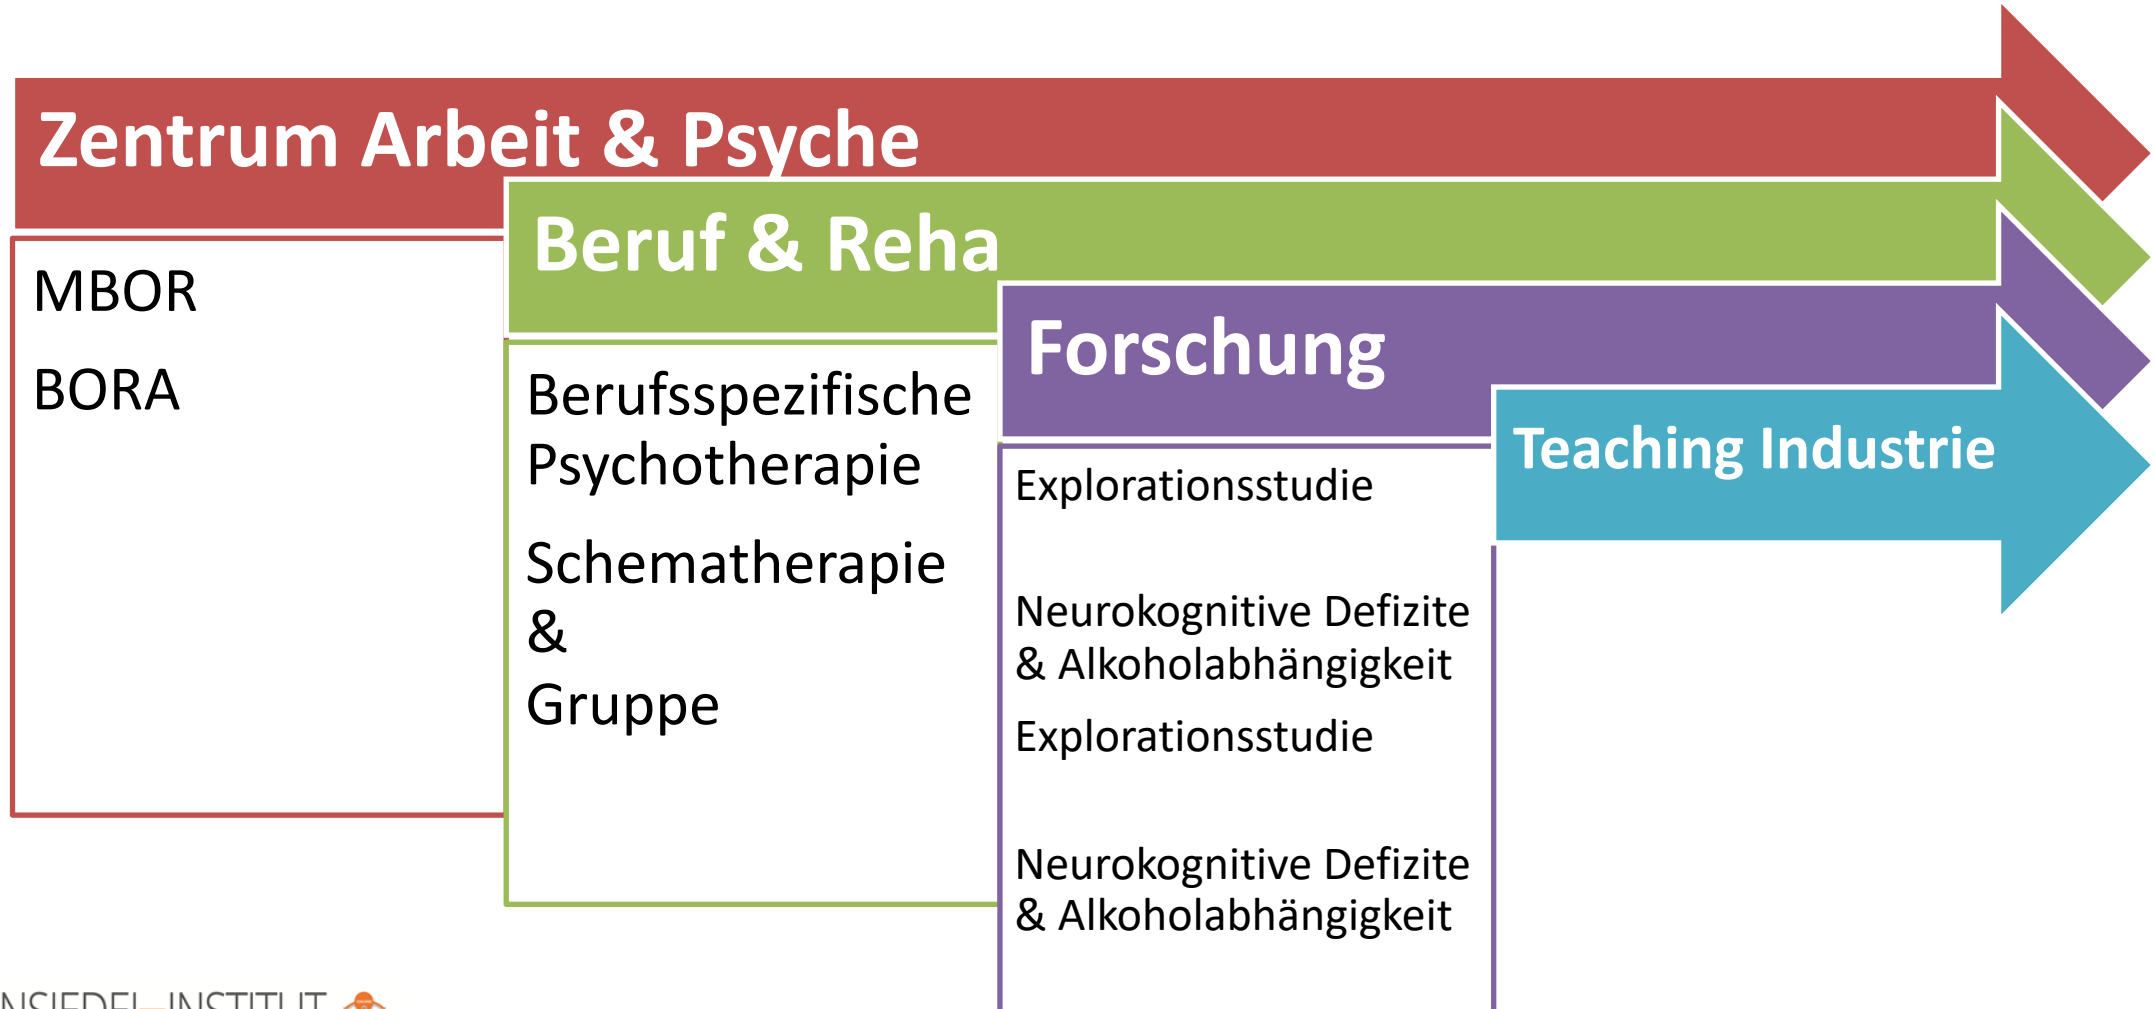 Zentrum Arbeit & Psyche
MBOR
BORA
Beruf & Reha
Berufsspezifische
Psychotherapie
Schematherapie
&
Gruppe
Forschung
Explorationsstudie
Neurokognitive Defizite
& Alkoholabhängigkeit
Explorationsstudie
Neurokognitive Defizite
& Alkoholabhängigkeit
Teaching Industrie